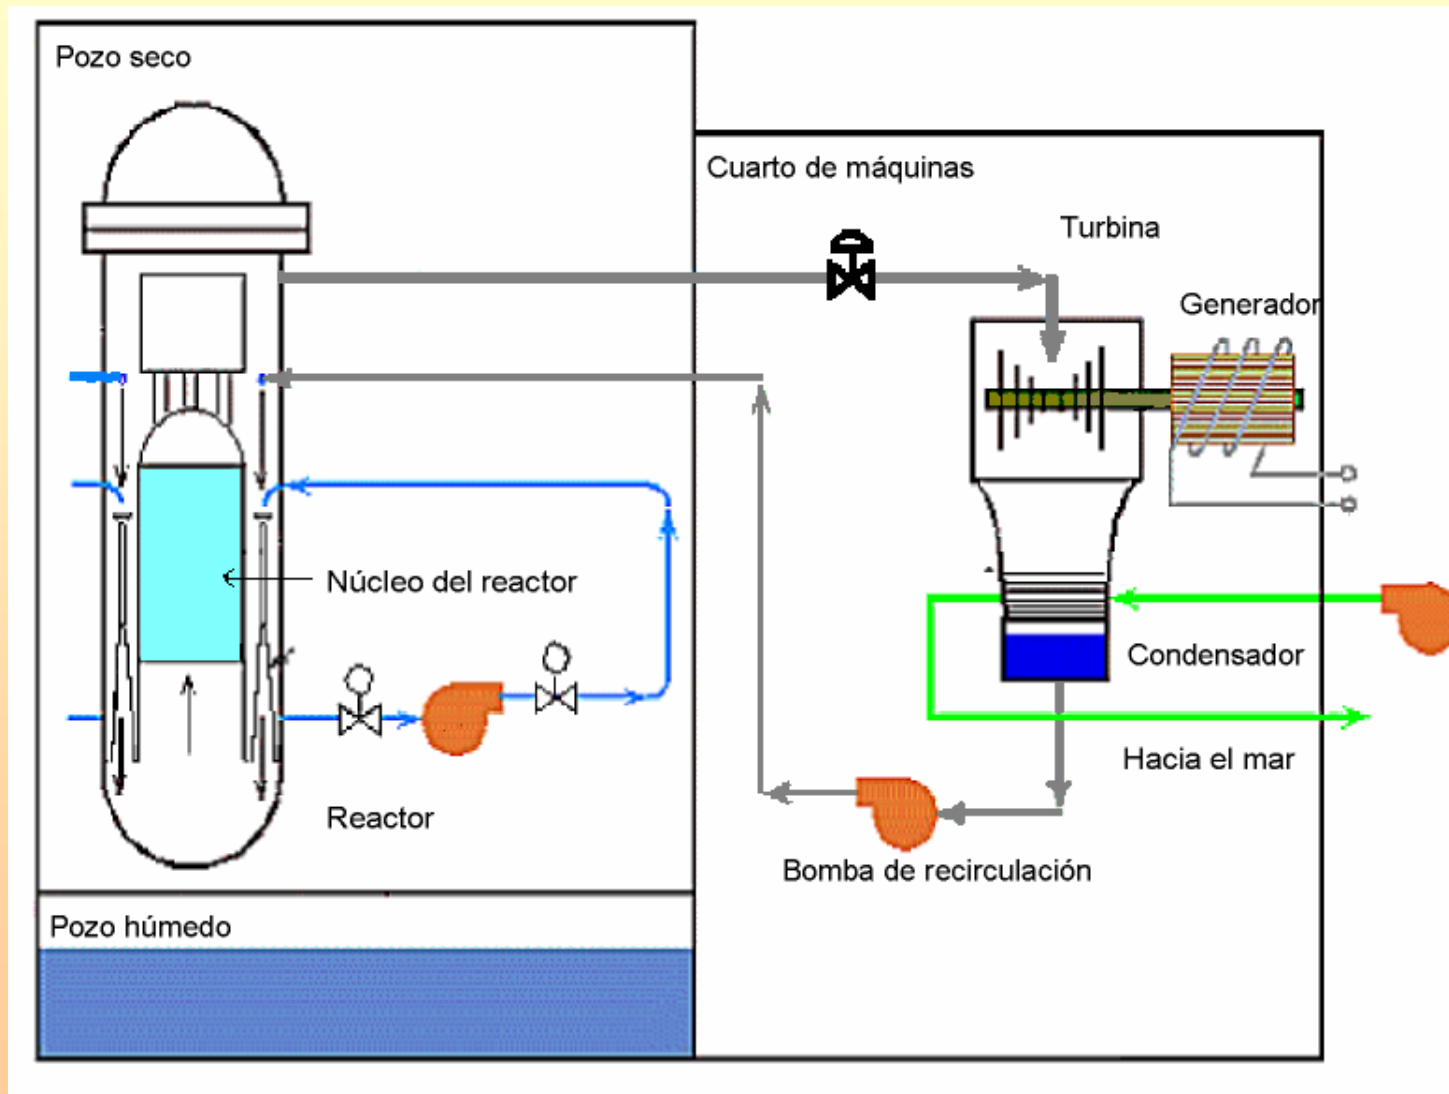 Pozo seco
Cuarto de máquinas
Turbina
Generador
Núcleo del reactor
Condensador
Hacia el mar
Reactor
Bomba de recirculación
Pozo húmedo